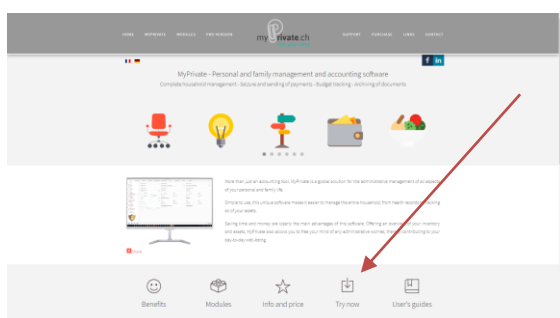 HOME MYPRIVATE MODULES PRO VERSION myPrivate.ch SUPPORT PURCHASE LINKS CONTACT
f in
MyPrivate - Personal and family management and accounting software
Complete household management - Secure and sending of payments - Budget tracking - Archiving of documents
More than just an accounting tool, MyPrivate is a global solution for the administrative management of all aspects
of your personal and family life.
Simple to use, this unique software makes it easier to manage the entire household, from health records to
on of your assets.
Saving time and money are clearly the main advantages of this software. Offering an overview of your inventory
and assets, MyPrivate also allows you to free your mind of any administrative worries, contributing to your
day-to-day well-being.
Benefits Modules Info and price Try now User's guides